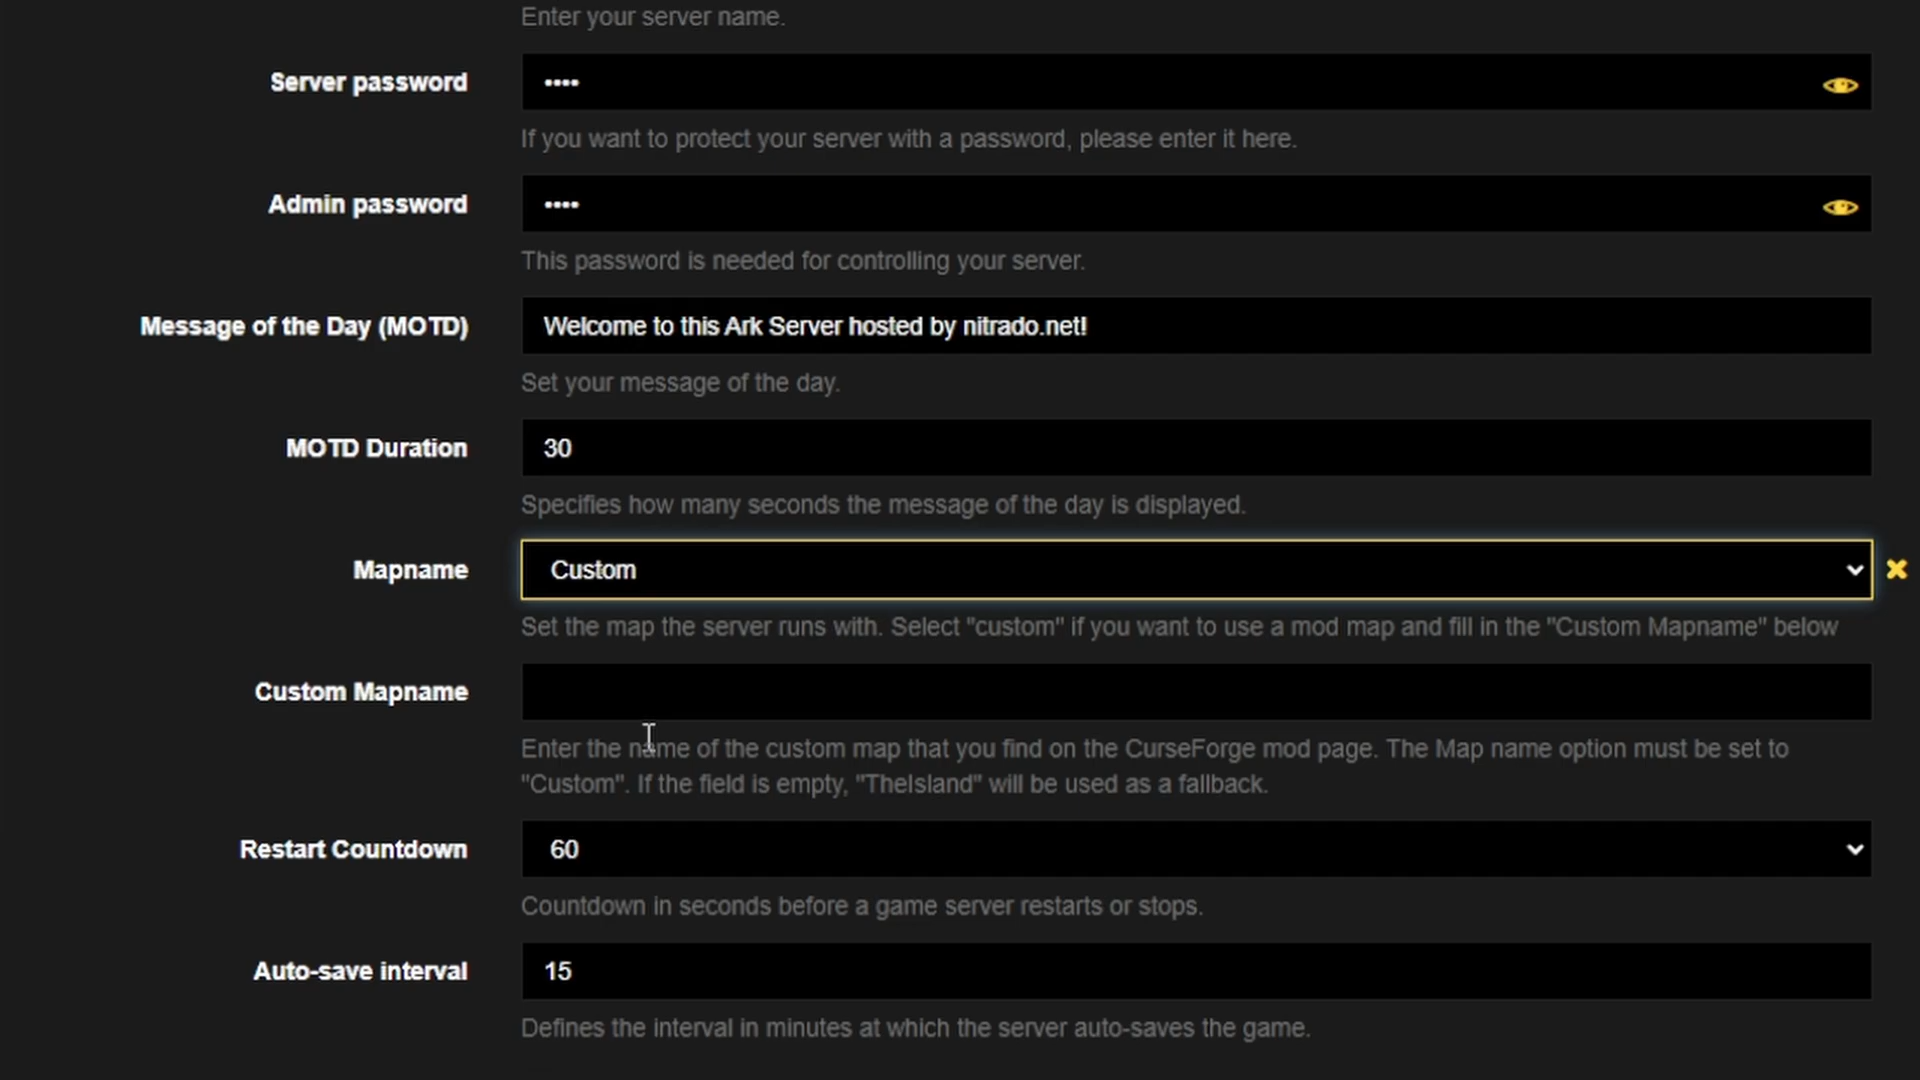 Enter your server name.
Server password ••••
If you want to protect your server with a password, please enter it here.
Admin password ••••
This password is needed for controlling your server.
Message of the Day (MOTD) Welcome to this Ark Server hosted by nitrado.net!
Set your message of the day.
MOTD Duration 30
Specifies how many seconds the message of the day is displayed.
Mapname Custom
Set the map the server runs with. Select "custom" if you want to use a mod map and fill in the "Custom Mapname" below
Custom Mapname
Enter the name of the custom map that you find on the CurseForge mod page. The Map name option must be set to
"Custom". If the field is empty, "TheIsland" will be used as a fallback.
Restart Countdown 60
Countdown in seconds before a game server restarts or stops.
Auto-save interval 15
Defines the interval in minutes at which the server auto-saves the game.